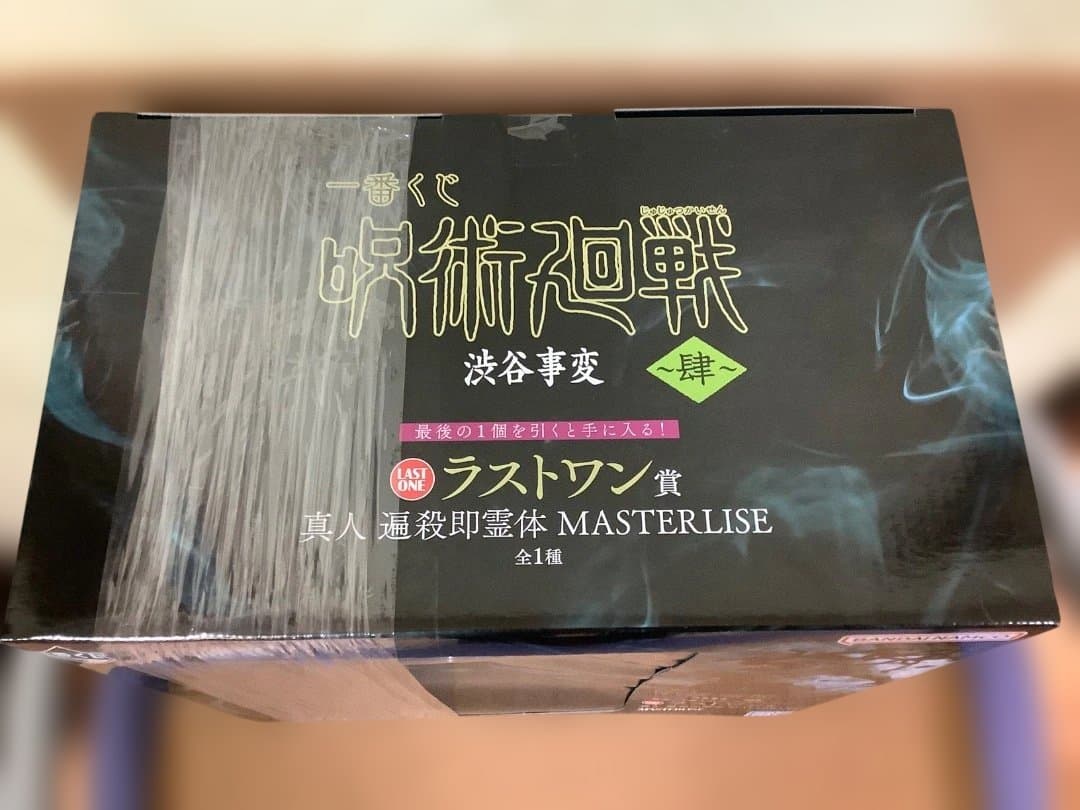 一番くじ
じゅじゅつかいせん
呪術廻戦
渋谷事変 ～肆～
最後の1個を引くと手に入る!
LAST ONE ラストワン賞
真人 遍殺即霊体 MASTERLISE
全1種
BANDAI NAMCO